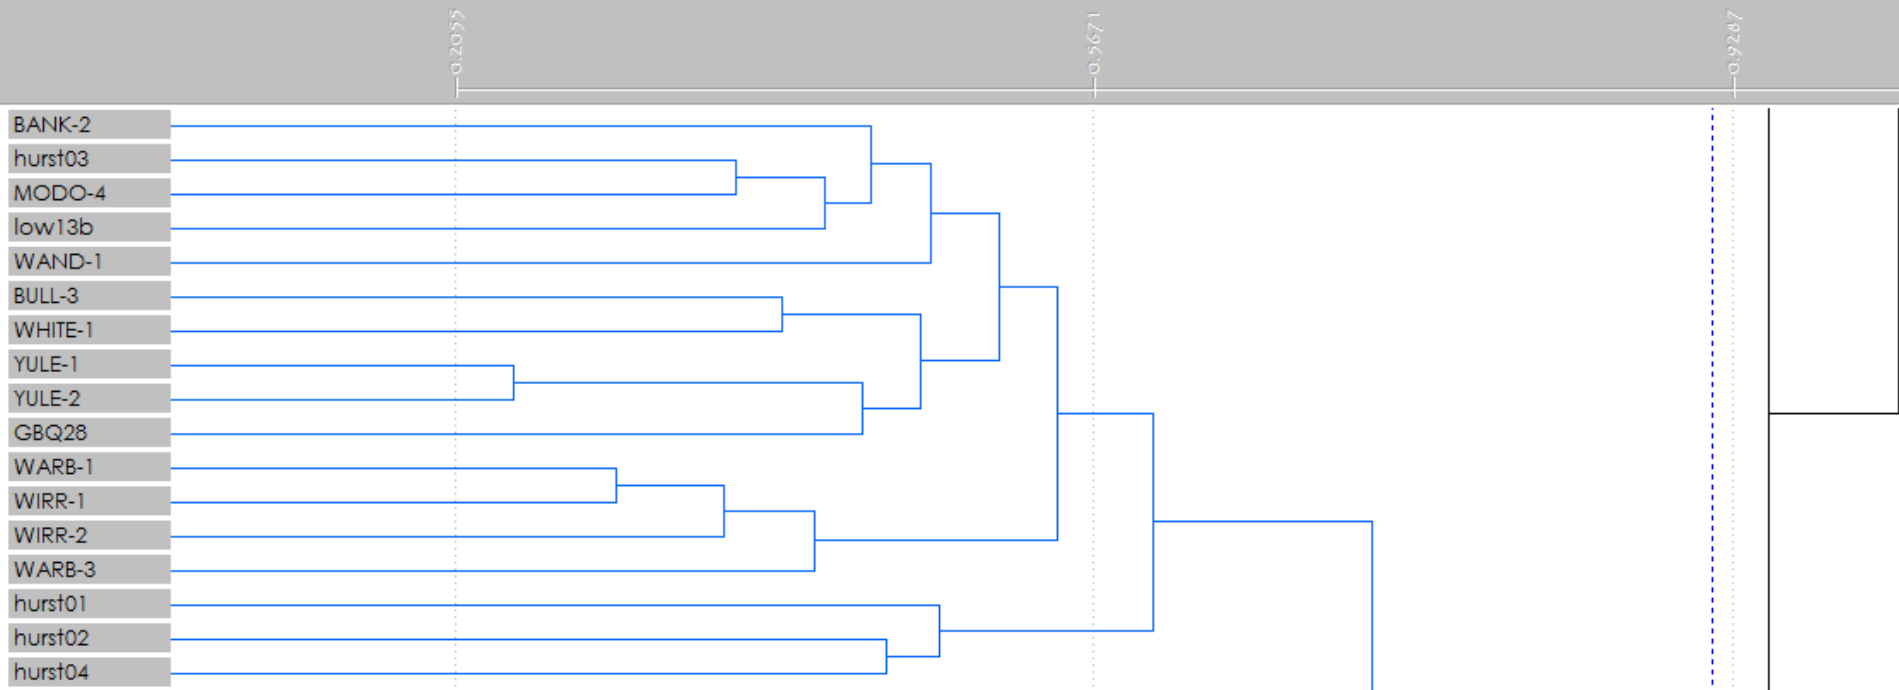 0.2055
0.5671
0.9287
BANK-2
hurst03
MODO-4
low13b
WAND-1
BULL-3
WHITE-1
YULE-1
YULE-2
GBQ28
WARB-1
WIRR-1
WIRR-2
WARB-3
hurst01
hurst02
hurst04